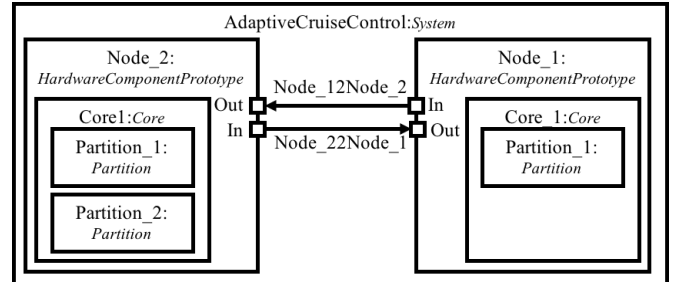 AdaptiveCruiseControl:System
Node_2:
HardwareComponentPrototype
Node_1:
HardwareComponentPrototype
Node_12Node_2
Out
In
Core1:Core
Core_1:Core
In
Out
Node_22Node_1
Partition_1:
Partition
Partition_1:
Partition
Partition_2:
Partition